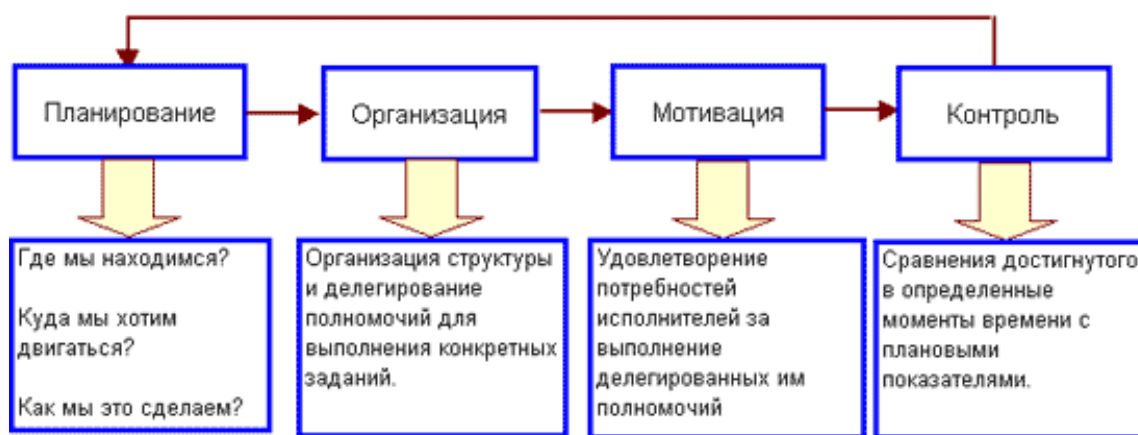 Планирование
Организация
Мотивация
Контроль
Где мы находимся?
Куда мы хотим
двигаться?
Как мы это сделаем?
Организация структуры
и делегирование
полномочий для
выполнения конкретных
заданий.
Удовлетворение
потребностей
исполнителей за
выполнение
делегированных им
полномочий
Сравнения достигнутого
в определенные
моменты времени с
плановыми
показателями.